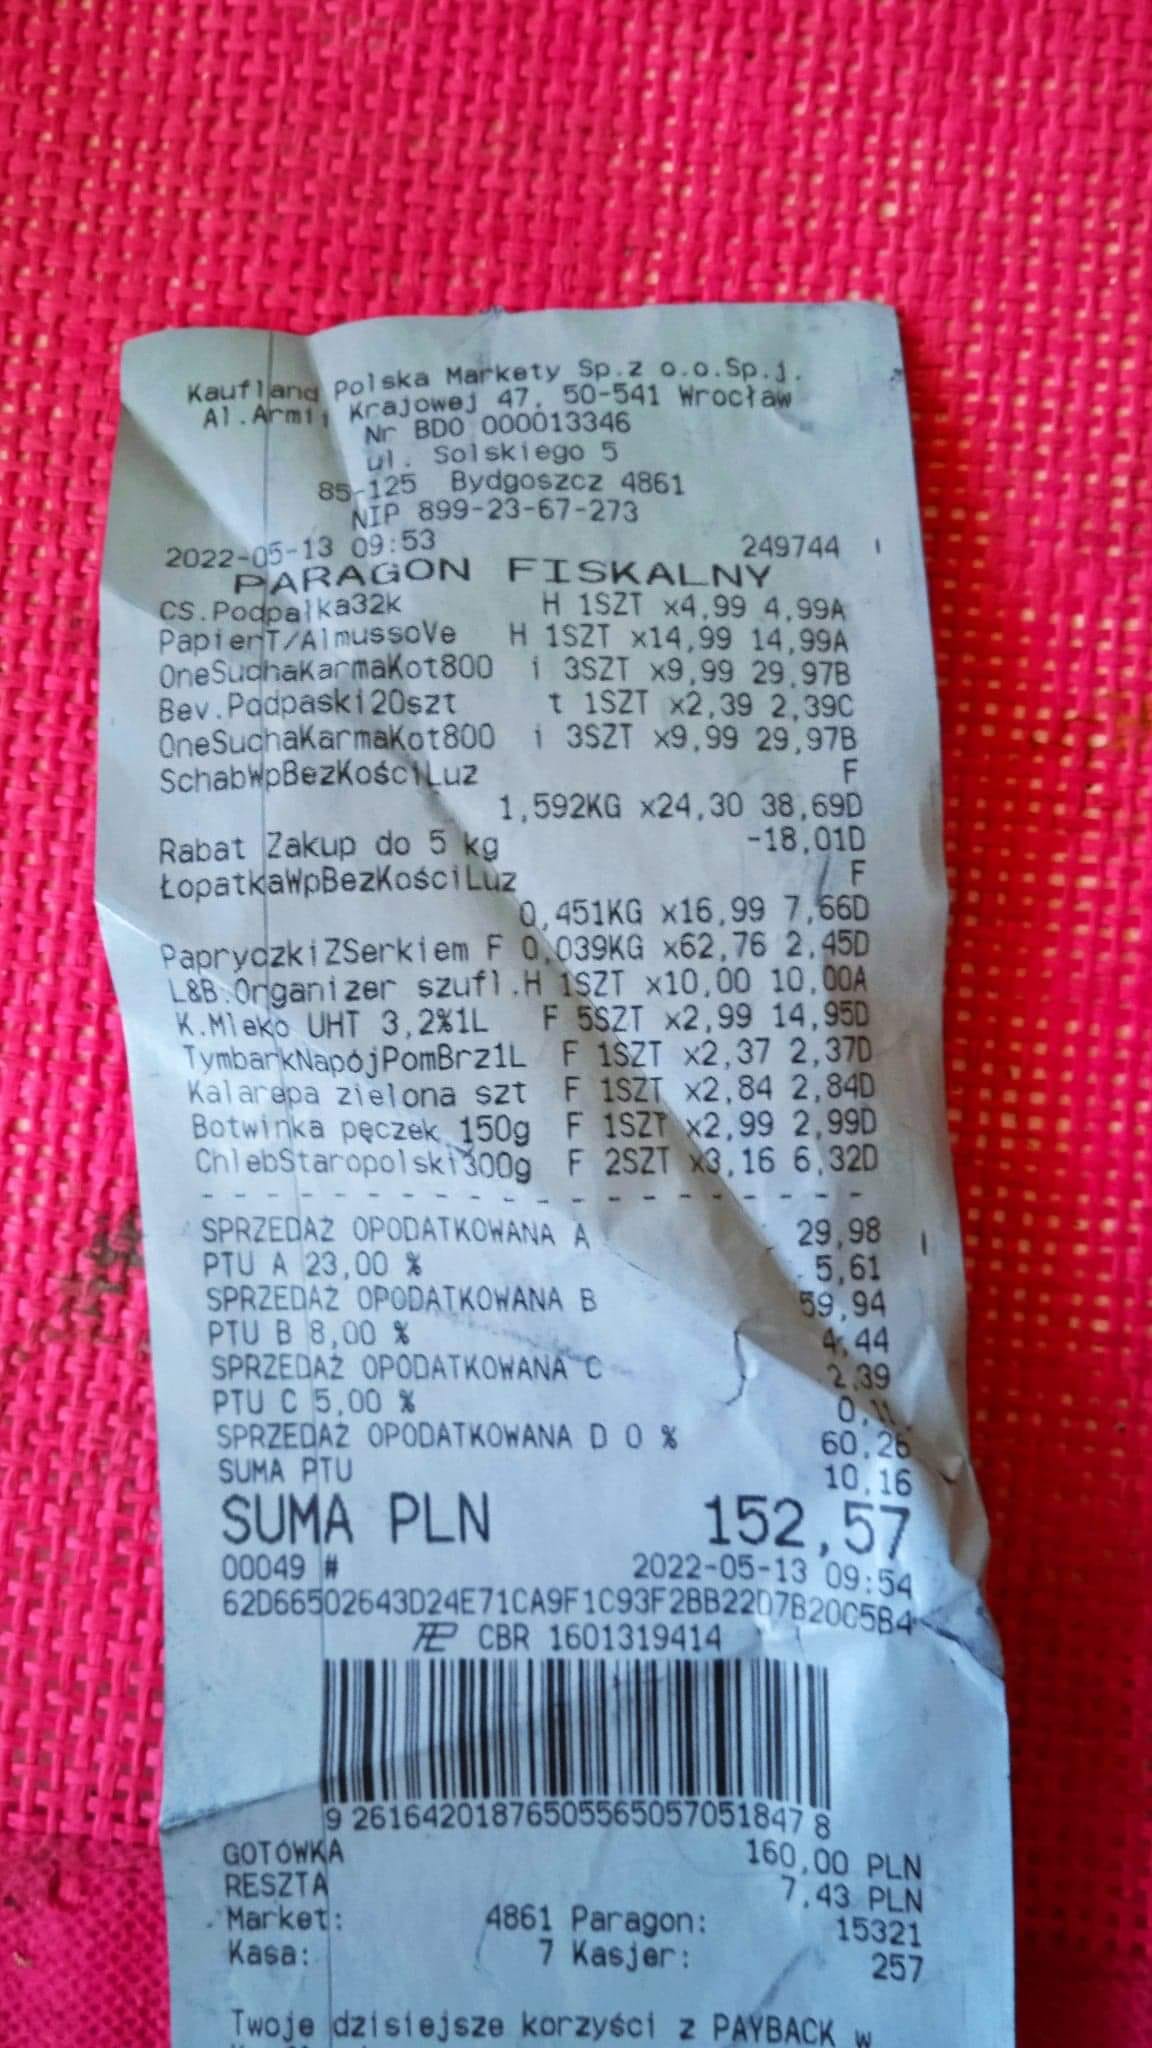 Kaufland Polska Markety Sp.z o.o.Sp.j.
Al.Armii Krajowej 47, 50-541 Wrocław
Nr BDO 000013346
ul. Solskiego 5
85-125 Bydgoszcz 4861
NIP 899-23-67-273
2022-05-13 09:53 249744
PARAGON FISKALNY
CS.Podpałka32k H 1SZT x4,99 4,99A
PapierT/AlmussoVe H 1SZT x14,99 14,99A
OneSuchaKarmaKot800 i 3SZT x9,99 29,97B
Bev.Podpaski20szt t 1SZT x2,39 2,39C
OneSuchaKarmaKot800 i 3SZT x9,99 29,97B
SchabWpBezKościLuz F
1,592KG x24,30 38,69D
Rabat Zakup do 5 kg -18,01D
ŁopatkaWpBezKościLuz F
0,451KG x16,99 7,66D
PapryczkiZSerkiem F 0,039KG x62,76 2,45D
L&B.Organizer szufl.H 1SZT x10,00 10,00A
K.Mleko UHT 3,2%1L F 5SZT x2,99 14,95D
TymbarkNapójPomBrz1L F 1SZT x2,37 2,37D
Kalarepa zielona szt F 1SZT x2,84 2,84D
Botwinka pęczek 150g F 1SZT x2,99 2,99D
ChlebStaropolski300g F 2SZT x3,16 6,32D
- - - - - - - - - - - - - - - - - - - -
SPRZEDAŻ OPODATKOWANA A 29,98
PTU A 23,00 % 5,61
SPRZEDAŻ OPODATKOWANA B 59,94
PTU B 8,00 % 4,44
SPRZEDAŻ OPODATKOWANA C 2,39
PTU C 5,00 % 0,11
SPRZEDAŻ OPODATKOWANA D 0 % 60,26
SUMA PTU 10,16
SUMA PLN 152,57
00049 # 2022-05-13 09:54
62D66502643D24E71CA9F1C93F2BB22D7B20C5B4
CBR 1601319414
9 2616420187650556505705184​7 8
GOTÓWKA 160,00 PLN
RESZTA 7,43 PLN
Market: 4861 Paragon: 15321
Kasa: 7 Kasjer: 257
Twoje dzisiejsze korzyści z PAYBACK w